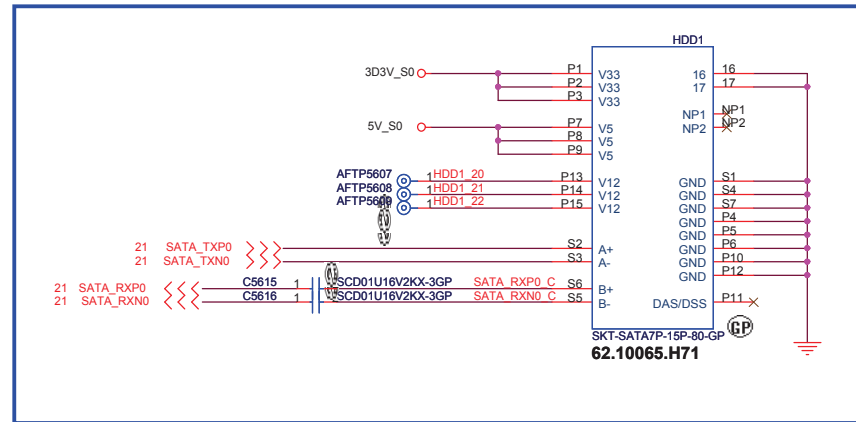 HDD1
3D3V_S0 P1 V33 16 16
P2 V33 17 17
P3 V33
NP1 NP1
5V_S0 P7 V5 NP2 NP2
P8 V5
P9 V5
AFTP5607 1 HDD1_20 P13 V12 GND S1
AFTP5608 1 HDD1_21 P14 V12 GND S4
AFTP5609 1 HDD1_22 P15 V12 GND S7
GND P4
GND P5
21 SATA_TXP0 S2 A+ GND P6
21 SATA_TXN0 S3 A- GND P10
GND P12
21 SATA_RXP0 C5615 1 SCD01U16V2KX-3GP SATA_RXP0_C S6 B+
21 SATA_RXN0 C5616 1 SCD01U16V2KX-3GP SATA_RXN0_C S5 B- DAS/DSS P11
SKT-SATA7P-15P-80-GP GP
62.10065.H71